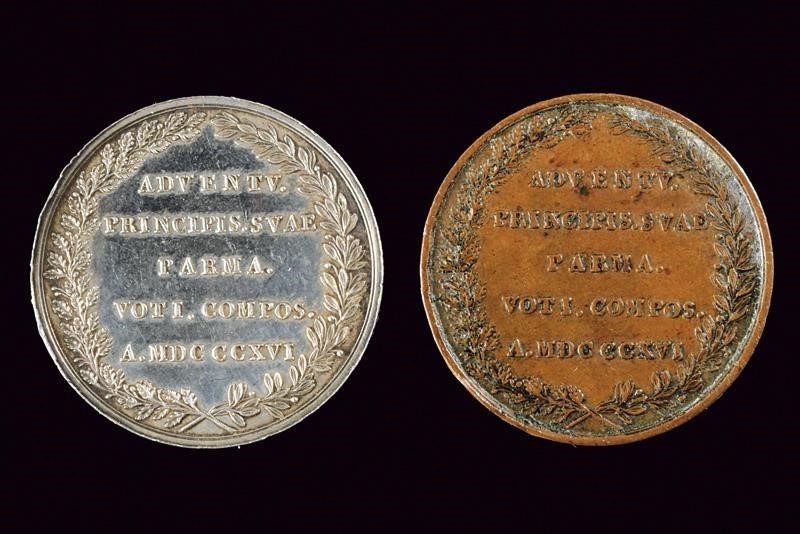 ADVENTV.
PRINCIPIS.SVAE
PARMA.
VOTI.COMPOS.
A.MDCCCXVI
ADVENTV.
PRINCIPIS.SVAE
PARMA.
VOTI.COMPOS.
A.MDCCCXVI